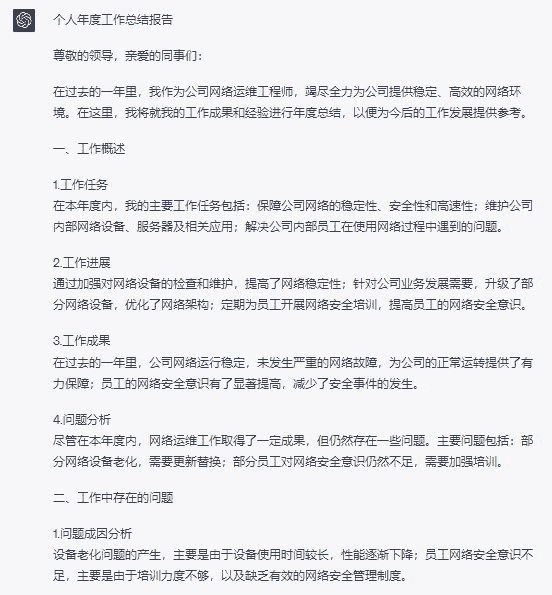 个人年度工作总结报告
尊敬的领导，亲爱的同事们：
在过去的一年里，我作为公司网络运维工程师，竭尽全力为公司提供稳定、高效的网络环
境。在这里，我将就我的工作成果和经验进行年度总结，以便为今后的工作发展提供参考。
一、工作概述
1.工作任务
在本年度内，我的主要工作任务包括：保障公司网络的稳定性、安全性和高速性；维护公司
内部网络设备、服务器及相关应用；解决公司内部员工在使用网络过程中遇到的问题。
2.工作进展
通过加强对网络设备的检查和维护，提高了网络稳定性；针对公司业务发展需要，升级了部
分网络设备，优化了网络架构；定期为员工开展网络安全培训，提高员工的网络安全意识。
3.工作成果
在过去的一年里，公司网络运行稳定，未发生严重的网络故障，为公司的正常运转提供了有
力保障；员工的网络安全意识有了显著提高，减少了安全事件的发生。
4.问题分析
尽管在本年度内，网络运维工作取得了一定成果，但仍然存在一些问题。主要问题包括：部
分网络设备老化，需要更新替换；部分员工对网络安全意识仍然不足，需要加强培训。
二、工作中存在的问题
1.问题成因分析
设备老化问题的产生，主要是由于设备使用时间较长，性能逐渐下降；员工网络安全意识不
足，主要是由于培训力度不够，以及缺乏有效的网络安全管理制度。